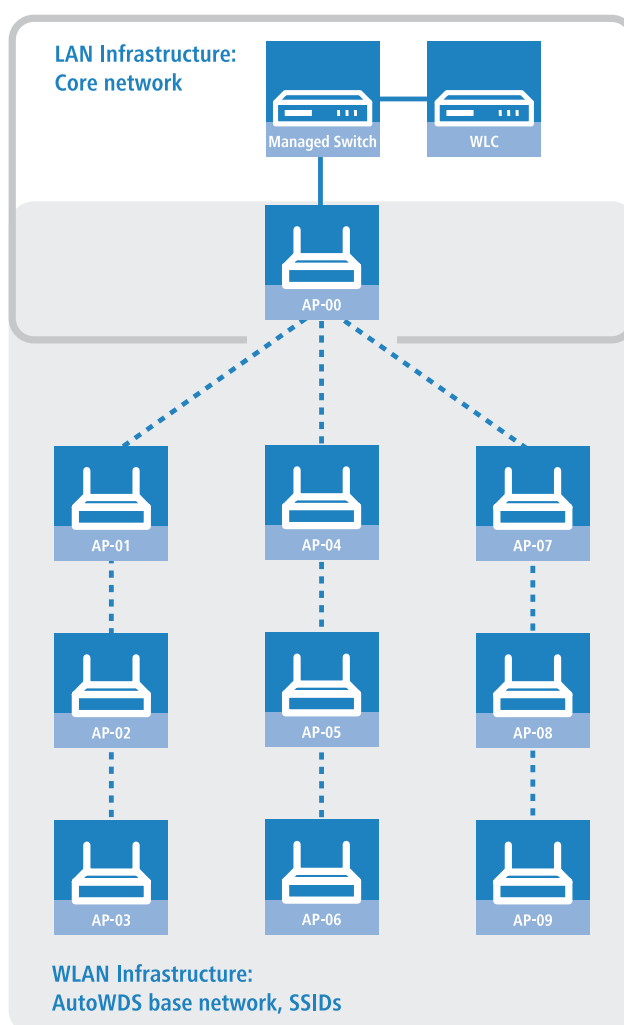 LAN Infrastructure:
Core network
Managed Switch
WLC
AP-00
AP-01
AP-04
AP-07
AP-02
AP-05
AP-08
AP-03
AP-06
AP-09
WLAN Infrastructure:
AutoWDS base network, SSIDs